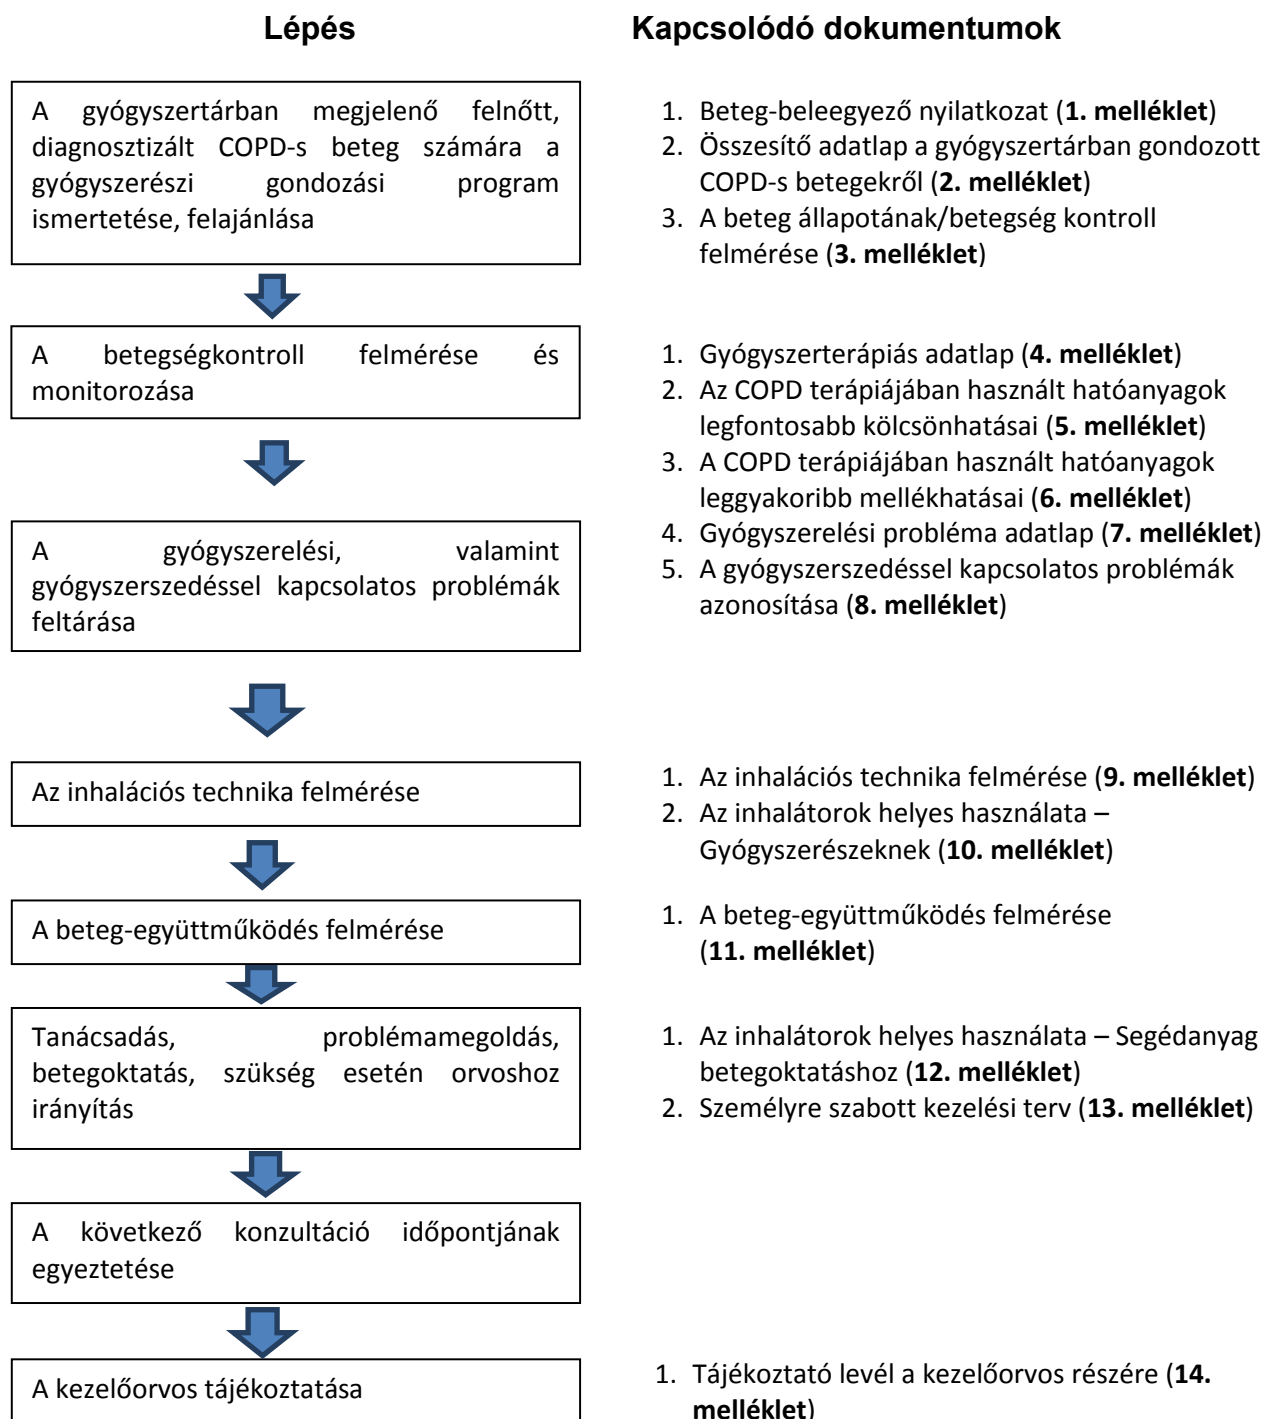 Lépés
Kapcsolódó dokumentumok
A gyógyszertárban megjelenő felnőtt,
diagnosztizált COPD-s beteg számára a
gyógyszerészi gondozási program
ismertetése, felajánlása
1. Beteg-beleegyező nyilatkozat (1. melléklet)
2. Összesítő adatlap a gyógyszertárban gondozott
COPD-s betegekről (2. melléklet)
3. A beteg állapotának/betegség kontroll
felmérése (3. melléklet)
A betegségkontroll felmérése és
monitorozása
1. Gyógyszerterápiás adatlap (4. melléklet)
2. Az COPD terápiájában használt hatóanyagok
legfontosabb kölcsönhatásai (5. melléklet)
3. A COPD terápiájában használt hatóanyagok
leggyakoribb mellékhatásai (6. melléklet)
4. Gyógyszerelési probléma adatlap (7. melléklet)
5. A gyógyszerszedéssel kapcsolatos problémák
azonosítása (8. melléklet)
A gyógyszerelési, valamint
gyógyszerszedéssel kapcsolatos problémák
feltárása
Az inhalációs technika felmérése
1. Az inhalációs technika felmérése (9. melléklet)
2. Az inhalátorok helyes használata –
Gyógyszerészeknek (10. melléklet)
A beteg-együttműködés felmérése
1. A beteg-együttműködés felmérése
(11. melléklet)
Tanácsadás, problémamegoldás,
betegoktatás, szükség esetén orvoshoz
irányítás
1. Az inhalátorok helyes használata – Segédanyag
betegoktatáshoz (12. melléklet)
2. Személyre szabott kezelési terv (13. melléklet)
A következő konzultáció időpontjának
egyeztetése
A kezelőorvos tájékoztatása
1. Tájékoztató levél a kezelőorvos részére (14.
melléklet)